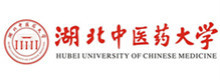 湖北中医药大学
HUBEI UNIVERSITY OF CHINESE MEDICINE